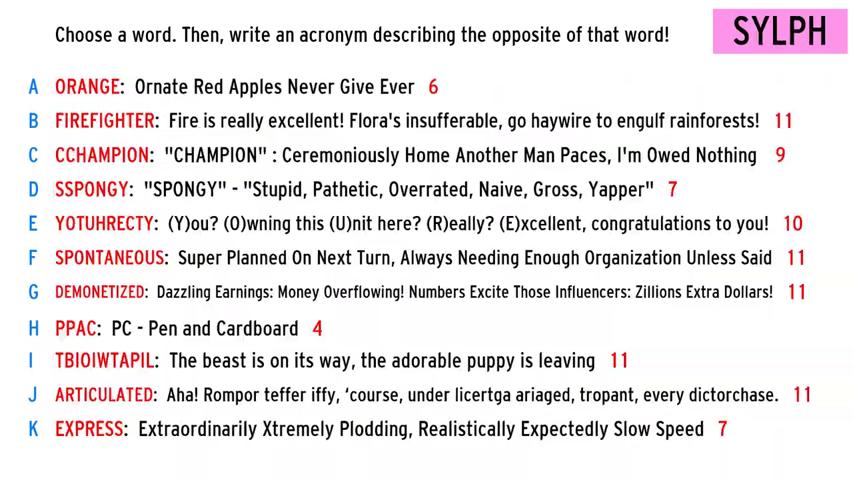 Choose a word. Then, write an acronym describing the opposite of that word!
SYLPH
A ORANGE: Ornate Red Apples Never Give Ever 6
B FIREFIGHTER: Fire is really excellent! Flora's insufferable, go haywire to engulf rainforests! 11
C CCHAMPION: "CHAMPION" : Ceremoniously Home Another Man Paces, I'm Owed Nothing 9
D SSPONGY: "SPONGY" - "Stupid, Pathetic, Overrated, Naive, Gross, Yapper" 7
E YOTUHRECTY: (Y)ou? (O)wning this (U)nit here? (R)eally? (E)xcellent, congratulations to you! 10
F SPONTANEOUS: Super Planned On Next Turn, Always Needing Enough Organization Unless Said 11
G DEMONETIZED: Dazzling Earnings: Money Overflowing! Numbers Excite Those Influencers: Zillions Extra Dollars! 11
H PPAC: PC - Pen and Cardboard 4
I TBIOIWTAPIL: The beast is on its way, the adorable puppy is leaving 11
J ARTICULATED: Aha! Rompor teffer iffy, ‘course, under licertga ariaged, tropant, every dictorchase. 11
K EXPRESS: Extraordinarily Xtremely Plodding, Realistically Expectedly Slow Speed 7